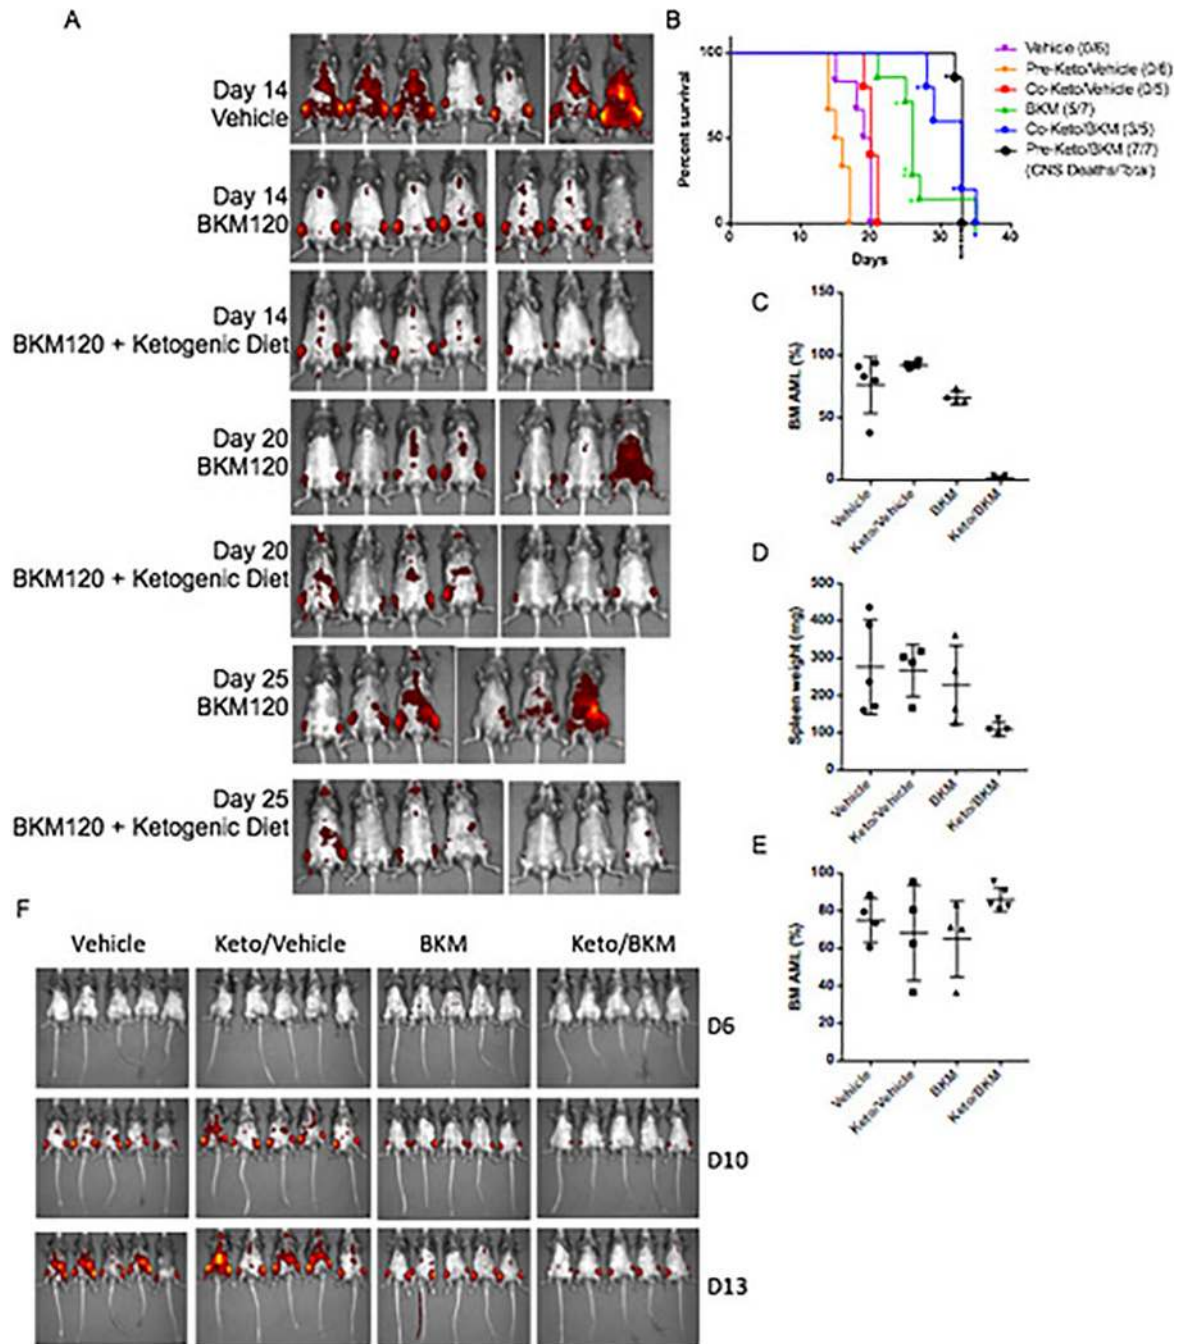 A
Day 14
Vehicle
Day 14
BKM120
Day 14
BKM120 + Ketogenic Diet
Day 20
BKM120
Day 20
BKM120 + Ketogenic Diet
Day 25
BKM120
Day 25
BKM120 + Ketogenic Diet
B
Percent survival
100
50
0
0
10
20
30
40
Days
Vehicle (0/6)
Pre-Keto/Vehicle (0/6)
Co-Keto/Vehicle (0/5)
BKM (5/7)
Co-Keto/BKM (3/5)
Pre-Keto/BKM (7/7)
(CNS Deaths/Total)
C
BM AML (%)
150
100
50
0
Vehicle
Keto/Vehicle
BKM
Keto/BKM
D
Spleen weight (mg)
500
400
300
200
100
0
Vehicle
Keto/Vehicle
BKM
Keto/BKM
E
BM AML (%)
100
80
60
40
20
0
Vehicle
Keto/Vehicle
BKM
Keto/BKM
F
Vehicle
Keto/Vehicle
BKM
Keto/BKM
D6
D10
D13